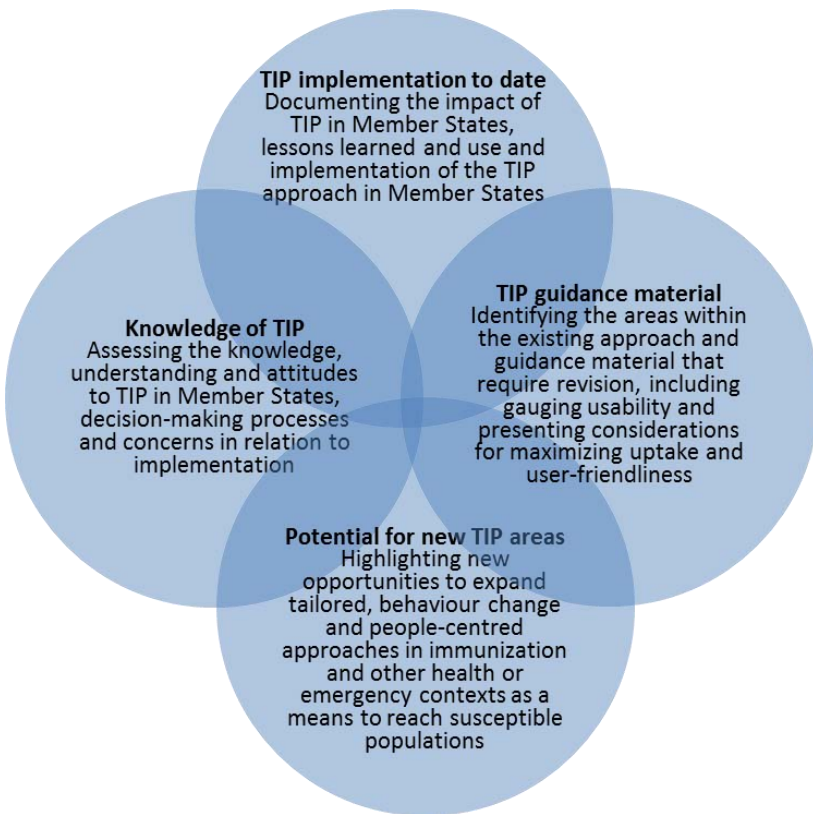 TIP implementation to date
Documenting the impact of
TIP in Member States,
lessons learned and use and
implementation of the TIP
approach in Member States
TIP guidance material
Identifying the areas within
the existing approach and
guidance material that
require revision, including
gauging usability and
presenting considerations
for maximizing uptake and
user-friendliness
Knowledge of TIP
Assessing the knowledge,
understanding and attitudes
to TIP in Member States,
decision-making processes
and concerns in relation to
implementation
Potential for new TIP areas
Highlighting new
opportunities to expand
tailored, behaviour change
and people-centred
approaches in immunization
and other health or
emergency contexts as a
means to reach susceptible
populations